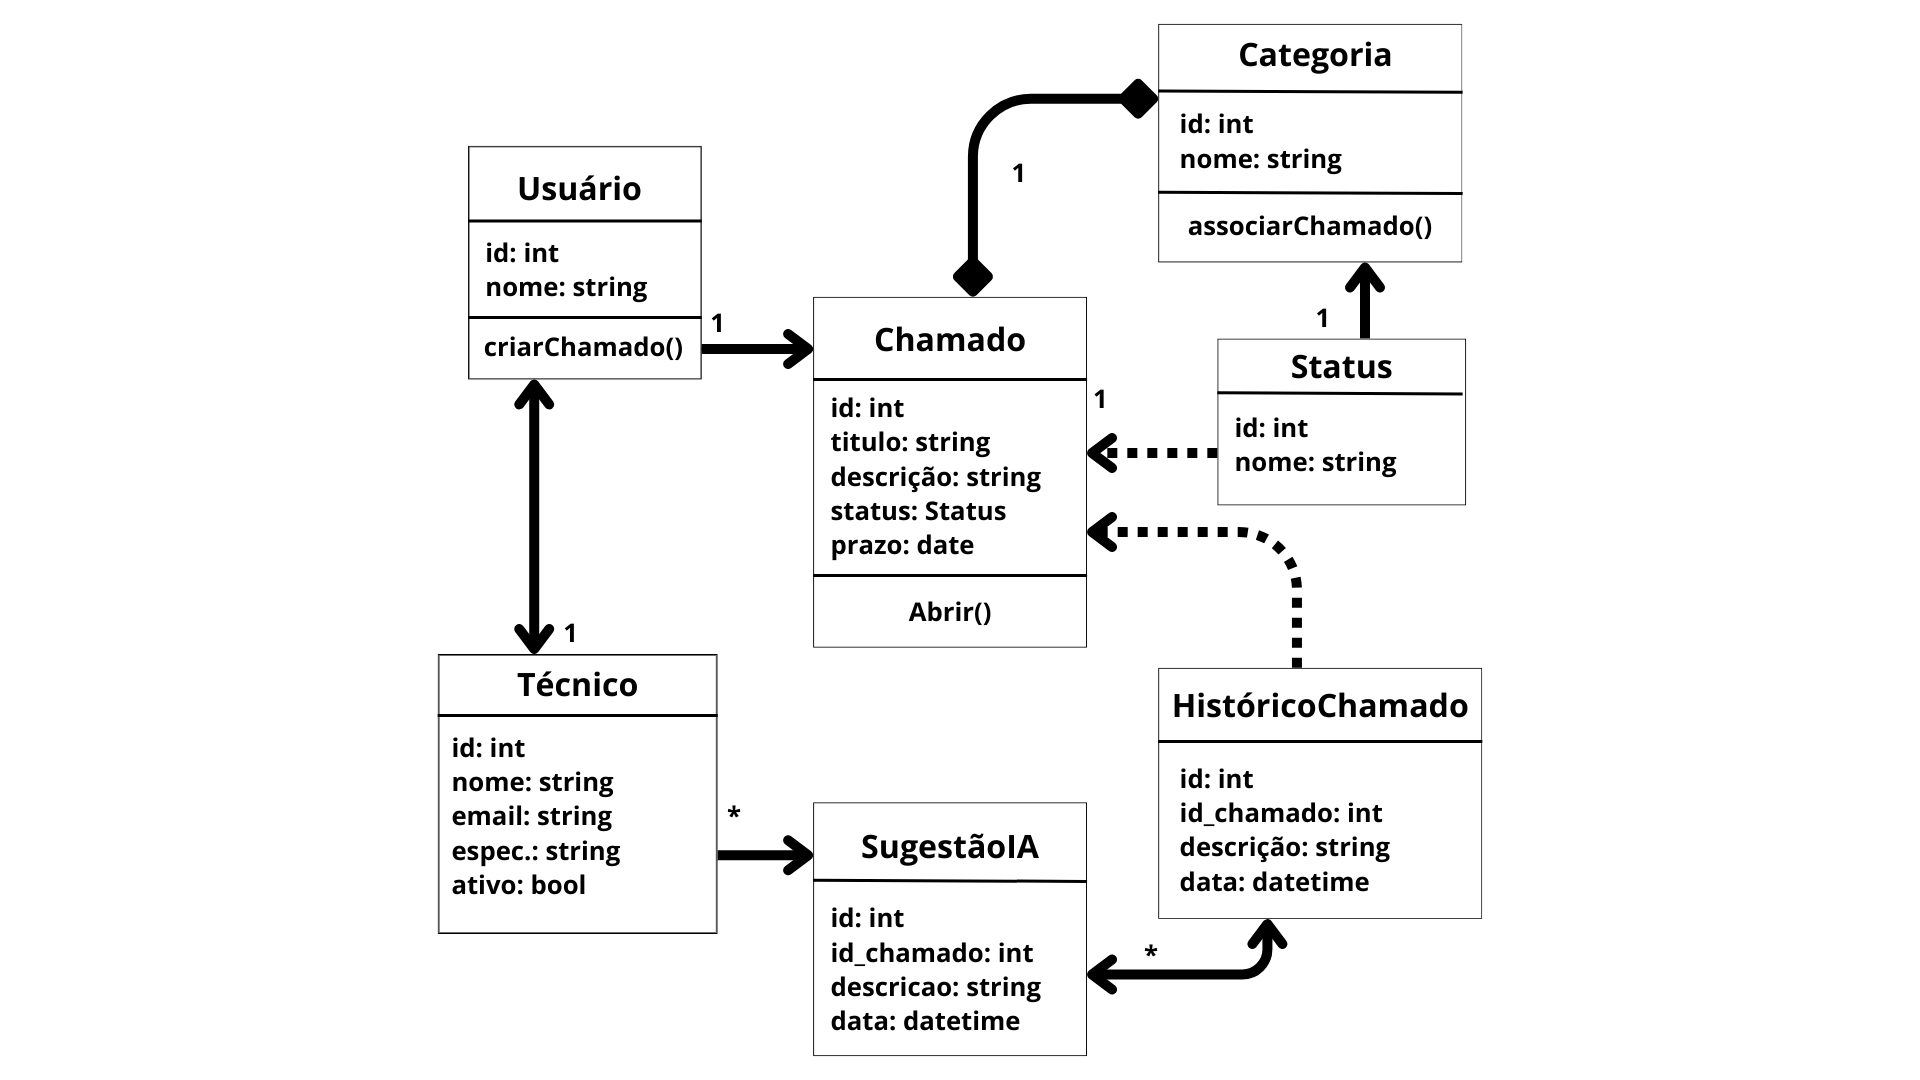 Categoria
id: int
nome: string
associarChamado()
1
Usuário
id: int
nome: string
criarChamado()
1
Chamado
id: int
titulo: string
descrição: string
status: Status
prazo: date
Abrir()
1
Status
id: int
nome: string
1
1
Técnico
id: int
nome: string
email: string
espec.: string
ativo: bool
*
SugestãoIA
id: int
id_chamado: int
descricao: string
data: datetime
*
HistóricoChamado
id: int
id_chamado: int
descrição: string
data: datetime